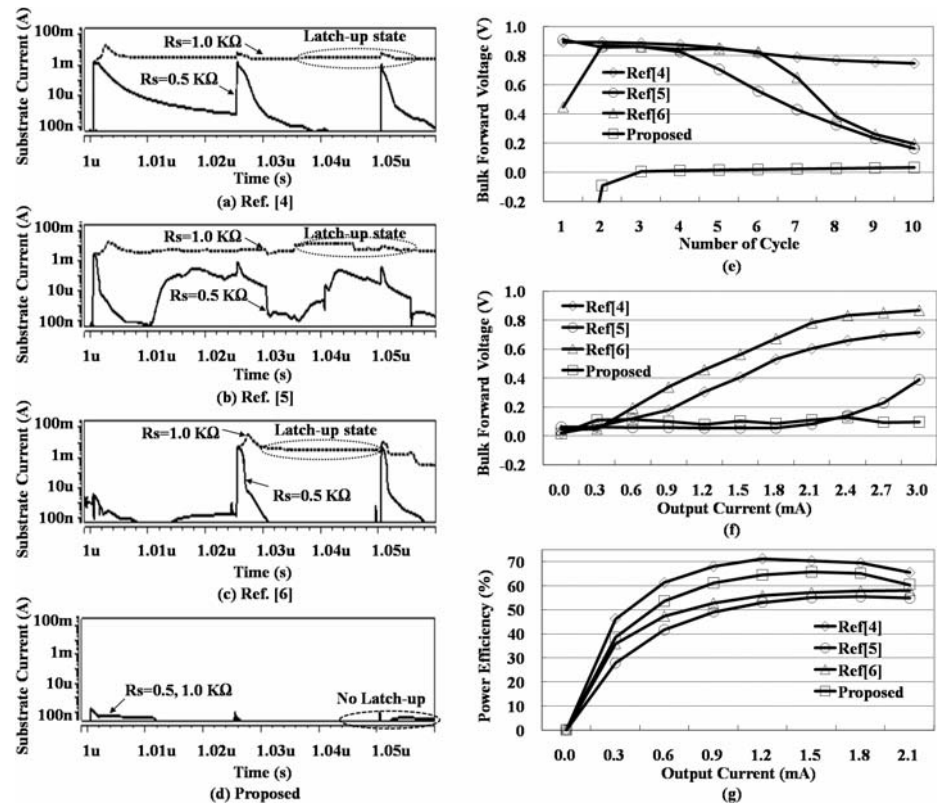 Substrate Current (A)
100m
1m
10u
100n
Rs=1.0 KΩ
Latch-up state
Rs=0.5 KΩ
1u 1.01u 1.02u 1.03u 1.04u 1.05u
Time (s)
(a) Ref. [4]
Substrate Current (A)
100m
1m
10u
100n
Rs=1.0 KΩ
Latch-up state
Rs=0.5 KΩ
1u 1.01u 1.02u 1.03u 1.04u 1.05u
Time (s)
(b) Ref. [5]
Substrate Current (A)
100m
1m
10u
100n
Rs=1.0 KΩ
Latch-up state
Rs=0.5 KΩ
1u 1.01u 1.02u 1.03u 1.04u 1.05u
Time (s)
(c) Ref. [6]
Substrate Current (A)
100m
1m
10u
100n
Rs=0.5, 1.0 KΩ
No Latch-up
1u 1.01u 1.02u 1.03u 1.04u 1.05u
Time (s)
(d) Proposed
Bulk Forward Voltage (V)
1.0
0.8
0.6
0.4
0.2
0.0
-0.2
Ref[4]
Ref[5]
Ref[6]
Proposed
1 2 3 4 5 6 7 8 9 10
Number of Cycle
(e)
Bulk Forward Voltage (V)
1.0
0.8
0.6
0.4
0.2
0.0
-0.2
Ref[4]
Ref[5]
Ref[6]
Proposed
0.0 0.3 0.6 0.9 1.2 1.5 1.8 2.1 2.4 2.7 3.0
Output Current (mA)
(f)
Power Efficiency (%)
70
60
50
40
30
20
10
0
Ref[4]
Ref[5]
Ref[6]
Proposed
0.0 0.3 0.6 0.9 1.2 1.5 1.8 2.1
Output Current (mA)
(g)